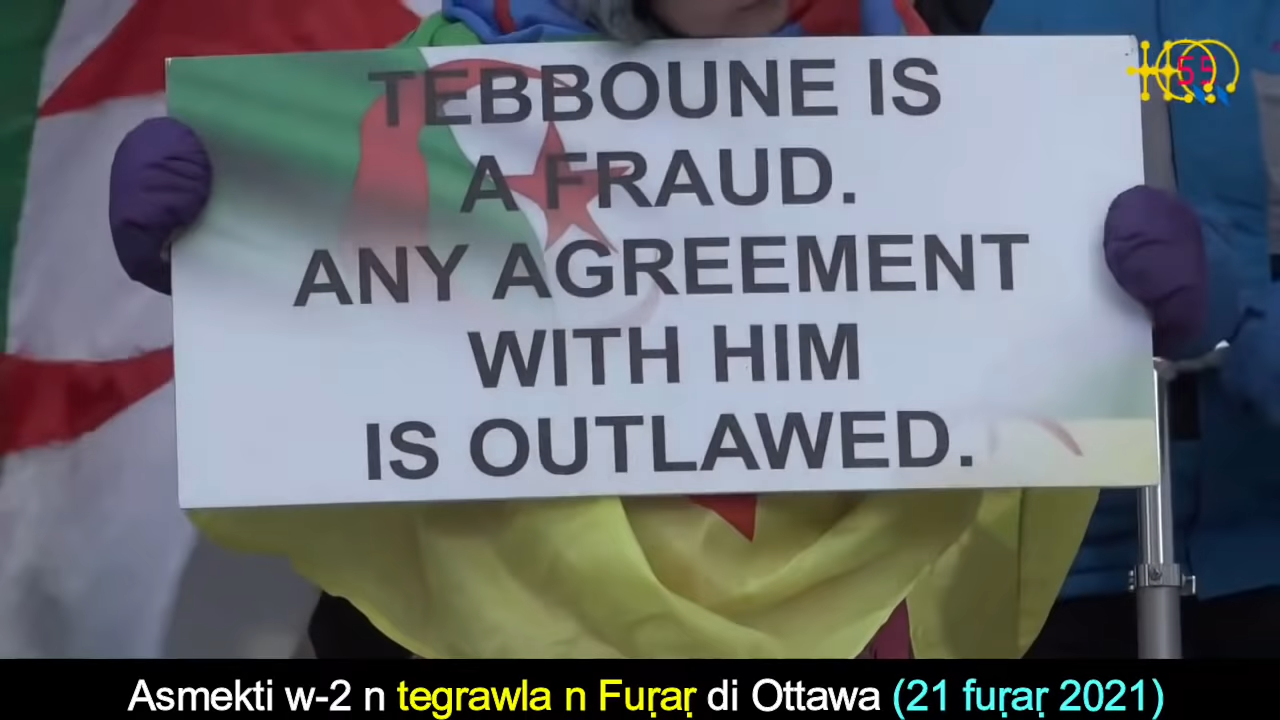 TEBBOUNE IS
A FRAUD.
ANY AGREEMENT
WITH HIM
IS OUTLAWED.
Asmekti w-2 n tegrawla n Fuṛaṛ di Ottawa (21 fuṛaṛ 2021)